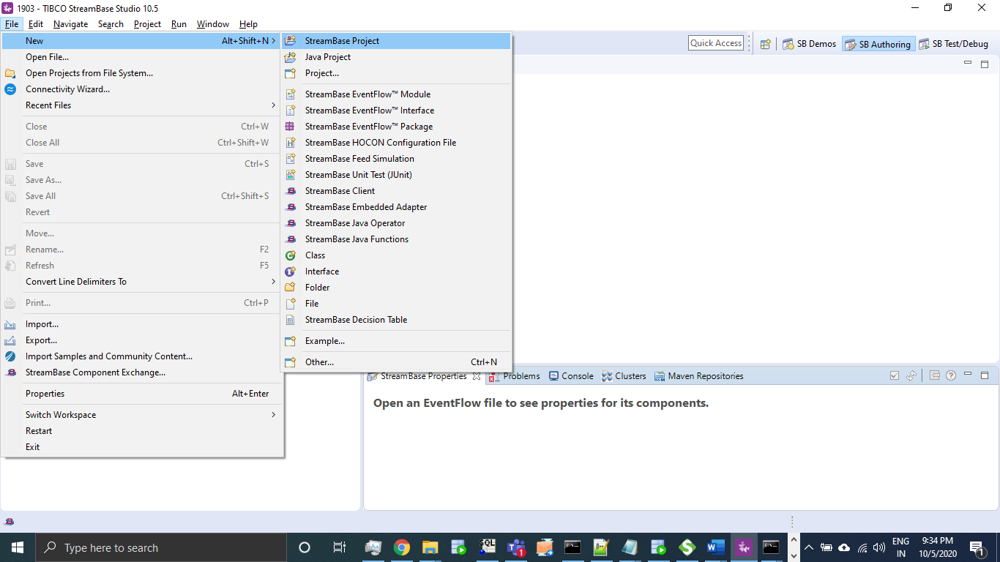 1903 - TIBCO StreamBase Studio 10.5
File Edit Navigate Search Project Run Window Help
New Alt+Shift+N
Open File...
Open Projects from File System...
Connectivity Wizard...
Recent Files
Close Ctrl+W
Close All Ctrl+Shift+W
Save Ctrl+S
Save As...
Save All Ctrl+Shift+S
Revert
Move...
Rename... F2
Refresh F5
Convert Line Delimiters To
Print... Ctrl+P
Import...
Export...
Import Samples and Community Content...
StreamBase Component Exchange...
Properties Alt+Enter
Switch Workspace
Restart
Exit
StreamBase Project
Java Project
Project...
StreamBase EventFlow™ Module
StreamBase EventFlow™ Interface
StreamBase EventFlow™ Package
StreamBase HOCON Configuration File
StreamBase Feed Simulation
StreamBase Unit Test (JUnit)
StreamBase Client
StreamBase Embedded Adapter
StreamBase Java Operator
StreamBase Java Functions
Class
Interface
Folder
File
StreamBase Decision Table
Example...
Other... Ctrl+N
Quick Access SB Demos SB Authoring SB Test/Debug
StreamBase Properties Problems Console Clusters Maven Repositories
Open an EventFlow file to see properties for its components.
Type here to search
ENG
IN
9:34 PM
10/5/2020